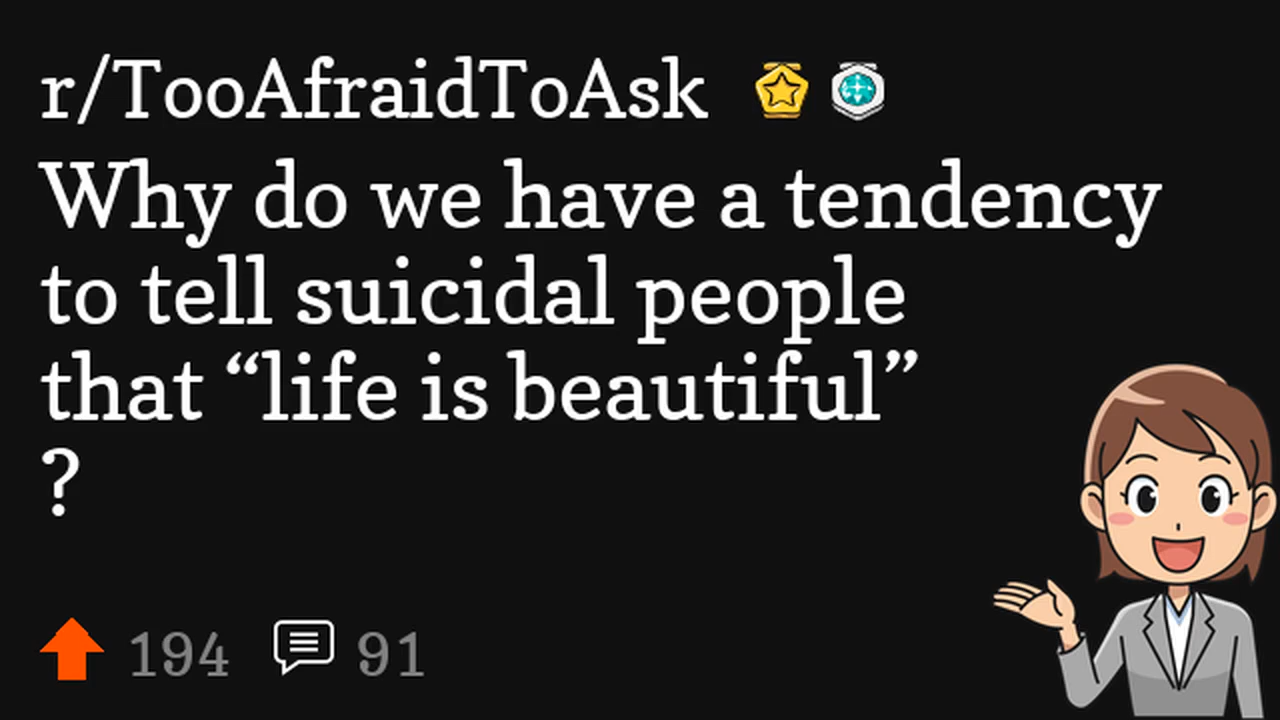 r/TooAfraidToAsk
Why do we have a tendency
to tell suicidal people
that “life is beautiful”
?
194 91